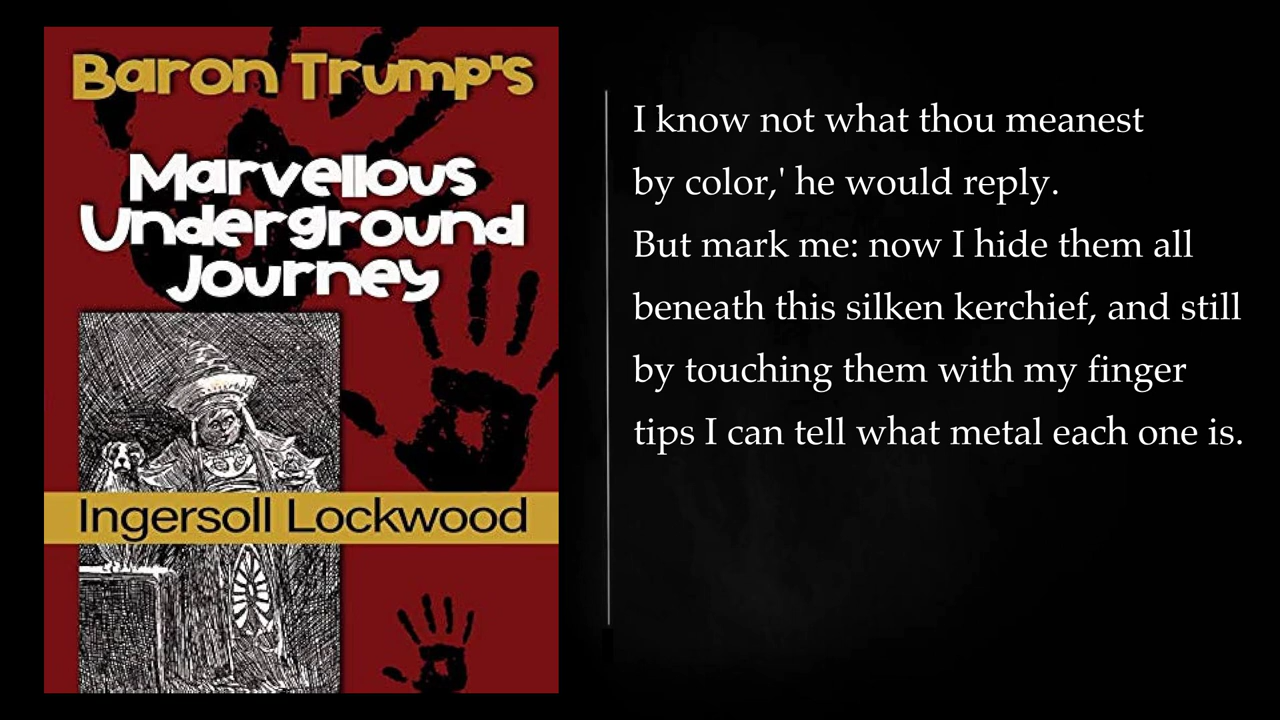 Baron Trump's
Marvellous
Underground
Journey
Ingersoll Lockwood
I know not what thou meanest
by color,' he would reply.
But mark me: now I hide them all
beneath this silken kerchief, and still
by touching them with my finger
tips I can tell what metal each one is.